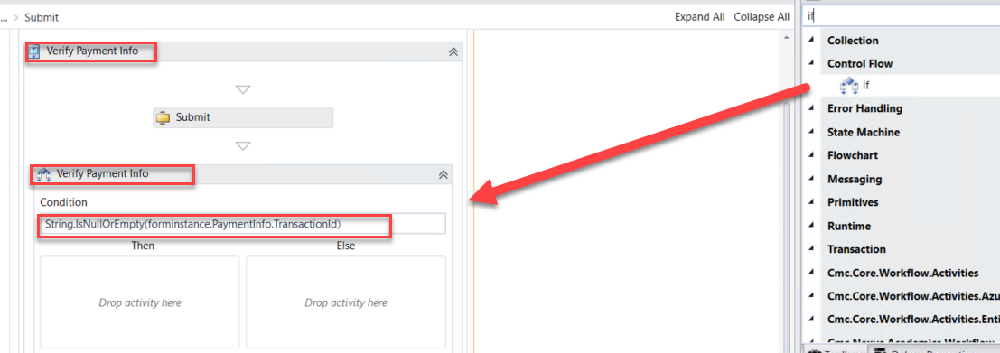 ... > Submit
Expand All Collapse All
if
Verify Payment Info
Submit
Verify Payment Info
Condition
String.IsNullOrEmpty(forminstance.PaymentInfo.TransactionId)
Then Else
Drop activity here Drop activity here
Collection
Control Flow
If
Error Handling
State Machine
Flowchart
Messaging
Primitives
Runtime
Transaction
Cmc.Core.Workflow.Activities
Cmc.Core.Workflow.Activities.Azu
Cmc.Core.Workflow.Activities.Enti